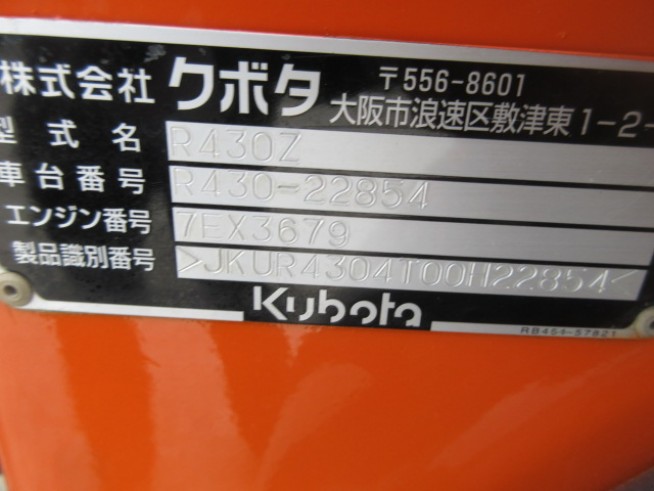 株式会社 クボタ 〒556-8601
大阪市浪速区敷津東1-2-
型式名 R430Z
車台番号 R430-22854
エンジン番号 7EX3679
製品識別番号 >JKUR4304T00H22854<
Kubota
RB451-57821